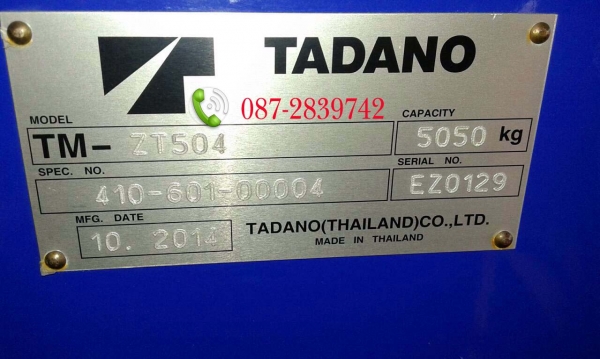 TADANO
087-2839742
MODEL
CAPACITY
TM- ZT504
5050 kg
SPEC. NO.
SERIAL NO.
410-601-00004
EZ0129
MFG. DATE
10. 2014
TADANO(THAILAND)CO.,LTD.
MADE IN THAILAND